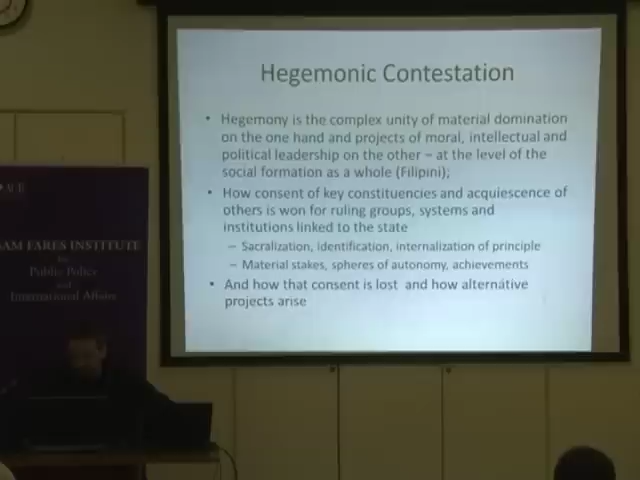 Hegemonic Contestation
• Hegemony is the complex unity of material domination
on the one hand and projects of moral, intellectual and
political leadership on the other – at the level of the
social formation as a whole (Filipini);
• How consent of key constituencies and acquiescence of
others is won for ruling groups, systems and
institutions linked to the state
– Sacralization, identification, internalization of principle
– Material stakes, spheres of autonomy, achievements
• And how that consent is lost and how alternative
projects arise
AM FARES INSTITUTE
for
Public Policy
and
International Affairs